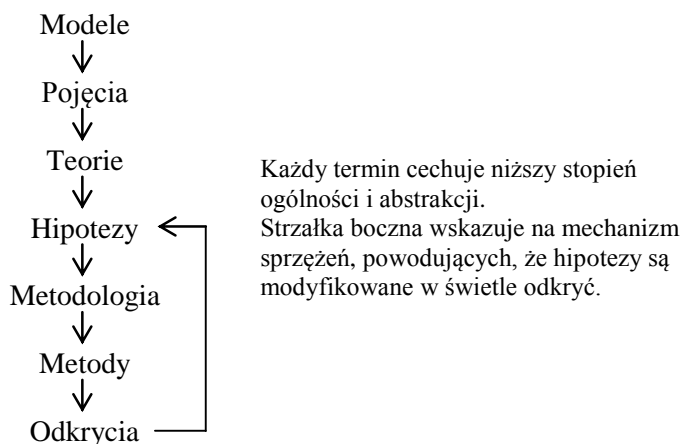 Modele
Pojęcia
Teorie
Hipotezy
Metodologia
Metody
Odkrycia
Każdy termin cechuje niższy stopień
ogólności i abstrakcji.
Strzałka boczna wskazuje na mechanizm
sprzężeń, powodujących, że hipotezy są
modyfikowane w świetle odkryć.